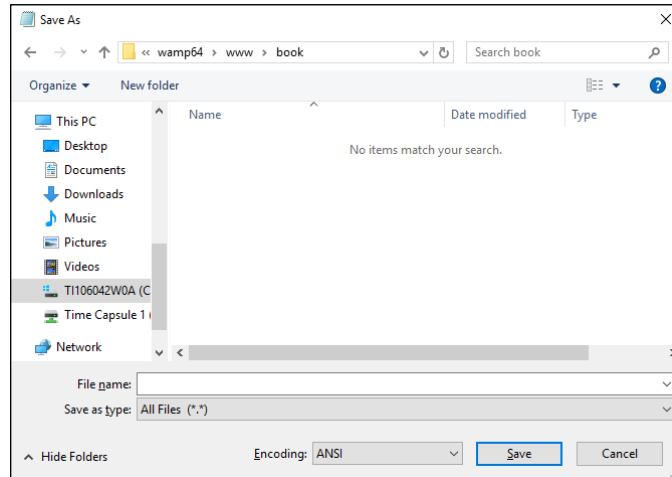 Save As
« wamp64 › www › book
Search book
Organize
New folder
Name
Date modified
Type
No items match your search.
This PC
Desktop
Documents
Downloads
Music
Pictures
Videos
TI106042W0A (C
Time Capsule 1 (
Network
File name:
Save as type: All Files (*.*)
Hide Folders
Encoding: ANSI
Save
Cancel